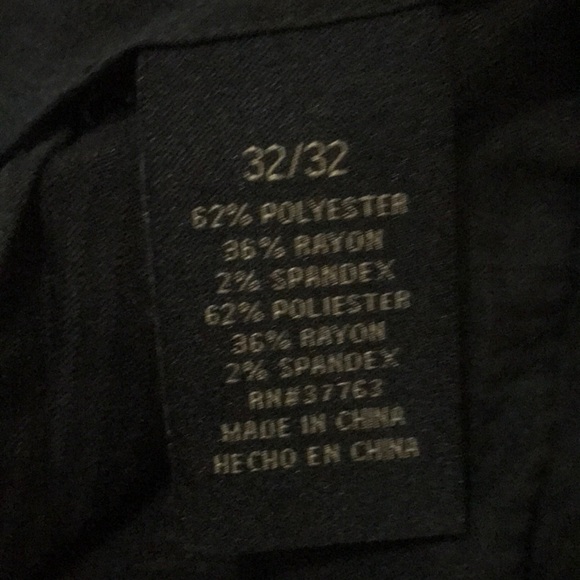 32/32
62% POLYESTER
36% RAYON
2% SPANDEX
62% POLIESTER
36% RAYON
2% SPANDEX
RN#37763
MADE IN CHINA
HECHO EN CHINA